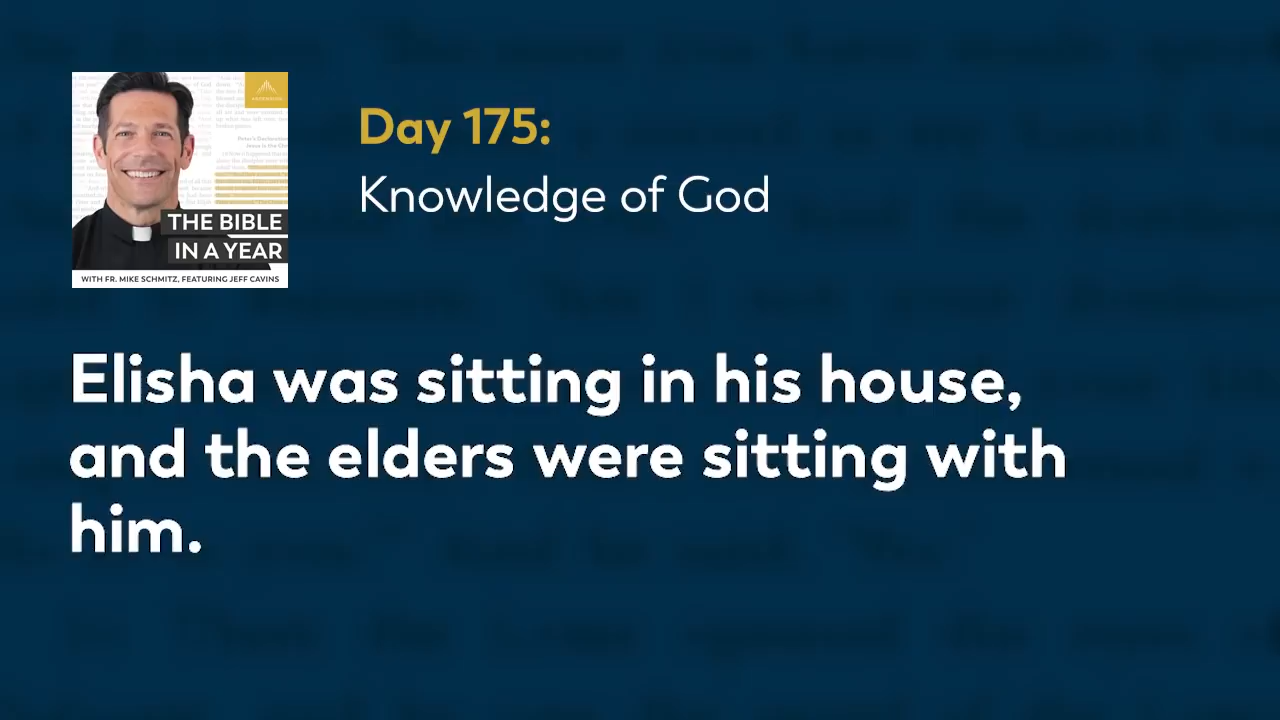 Day 175:
Knowledge of God
THE BIBLE
IN A YEAR
WITH FR. MIKE SCHMITZ, FEATURING JEFF CAVINS
Elisha was sitting in his house,
and the elders were sitting with
him.